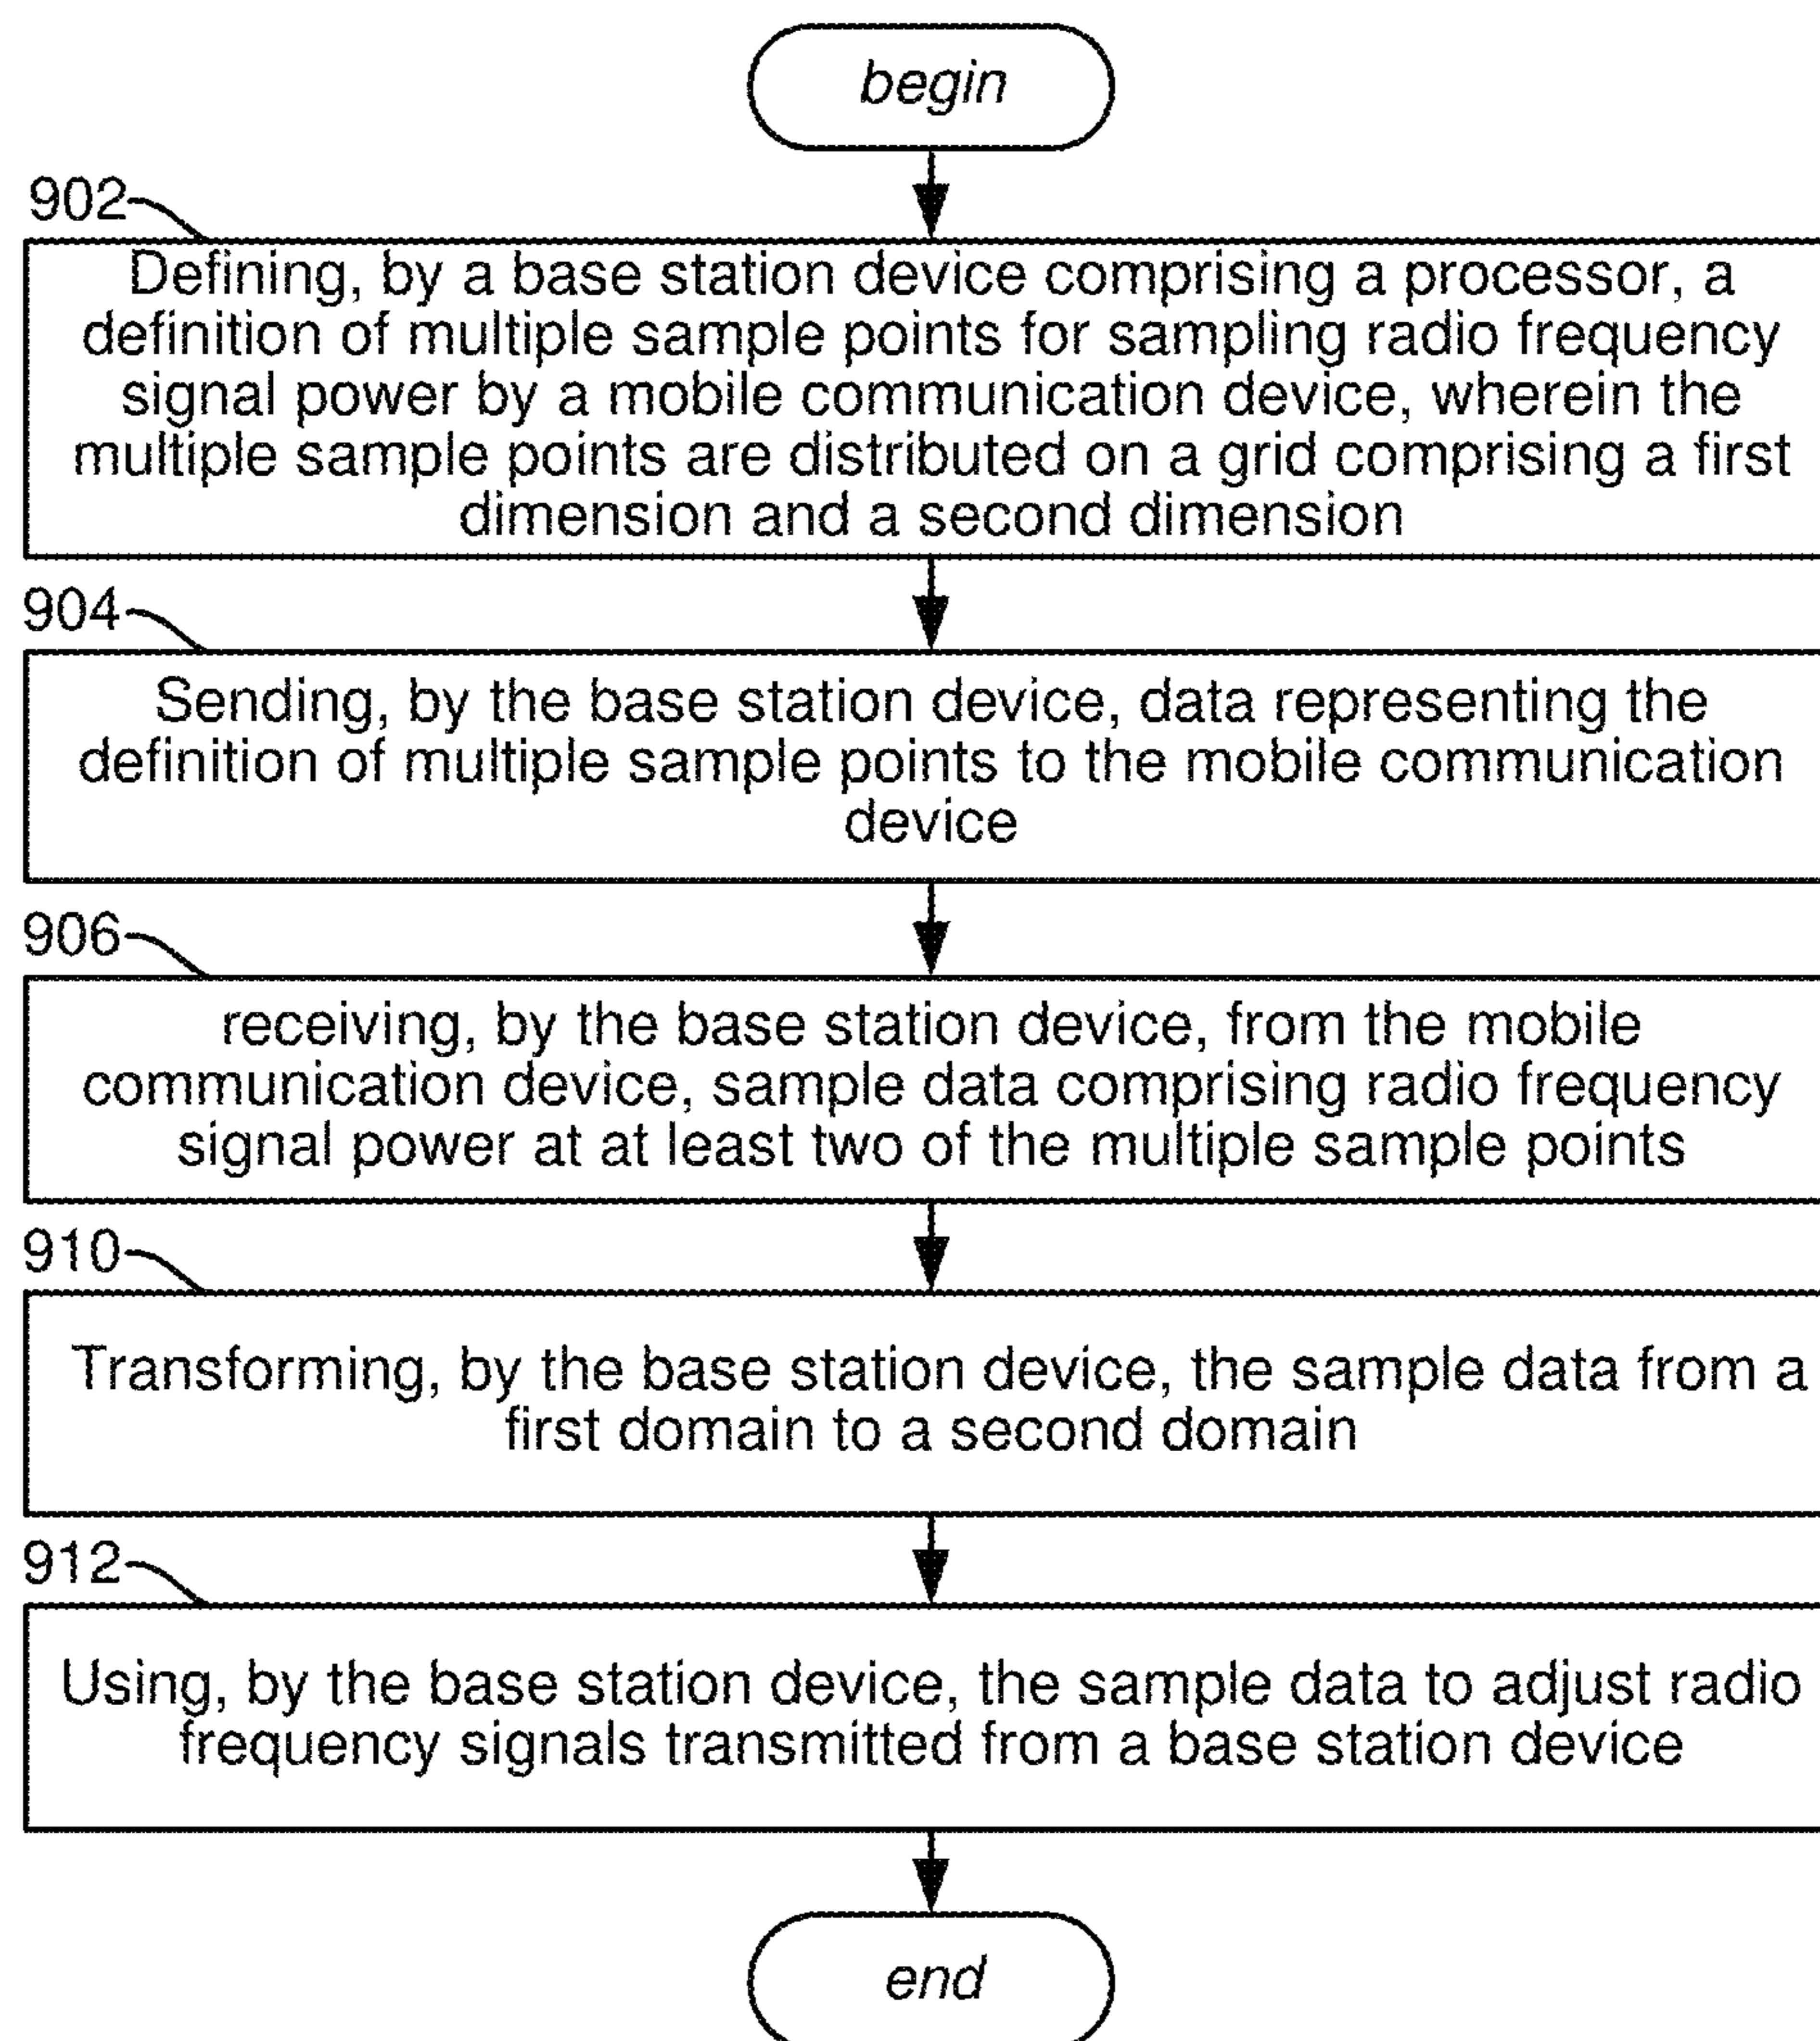 begin
902
Defining, by a base station device comprising a processor, a
definition of multiple sample points for sampling radio frequency
signal power by a mobile communication device, wherein the
multiple sample points are distributed on a grid comprising a first
dimension and a second dimension
904
Sending, by the base station device, data representing the
definition of multiple sample points to the mobile communication
device
906
receiving, by the base station device, from the mobile
communication device, sample data comprising radio frequency
signal power at at least two of the multiple sample points
910
Transforming, by the base station device, the sample data from a
first domain to a second domain
912
Using, by the base station device, the sample data to adjust radio
frequency signals transmitted from a base station device
end